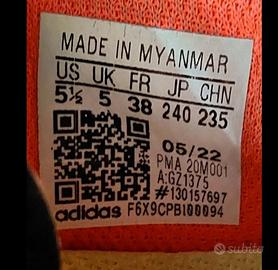 MADE IN MYANMAR
US UK FR JP CHN
5½ 5 38 240 235
05/22
PMA 20M001
A:GZ1375
#130157697
adidas F6X9CPBI00094
subito